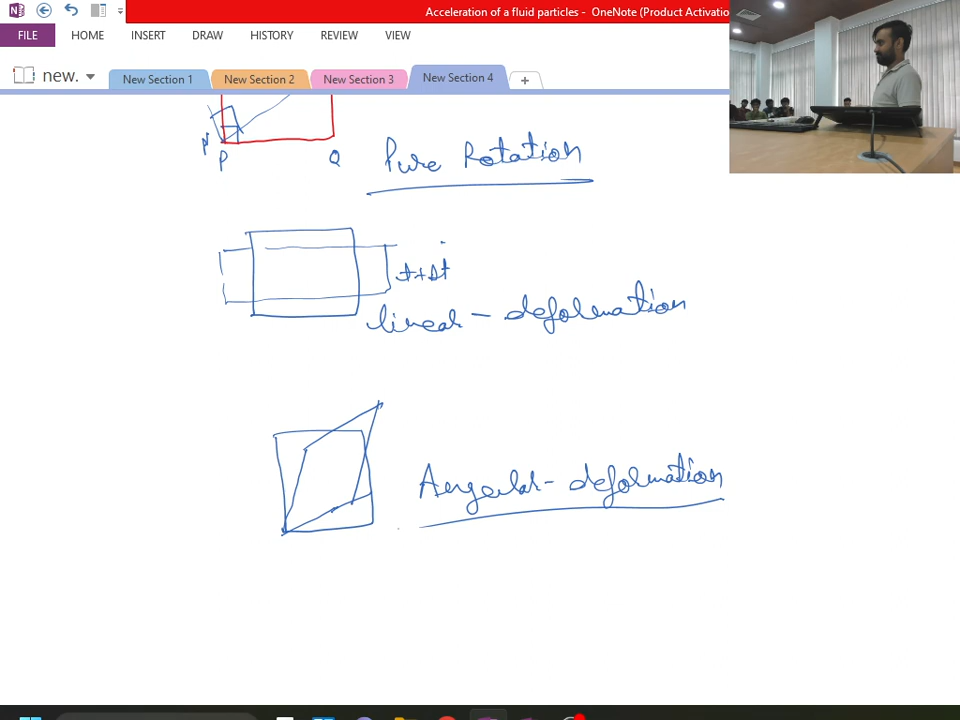 Acceleration of a fluid particles - OneNote (Product Activatio
FILE HOME INSERT DRAW HISTORY REVIEW VIEW
new. New Section 1 New Section 2 New Section 3 New Section 4 +
P Q
Pure Rotation
t+Δt
linear - deformation
Angular - deformation